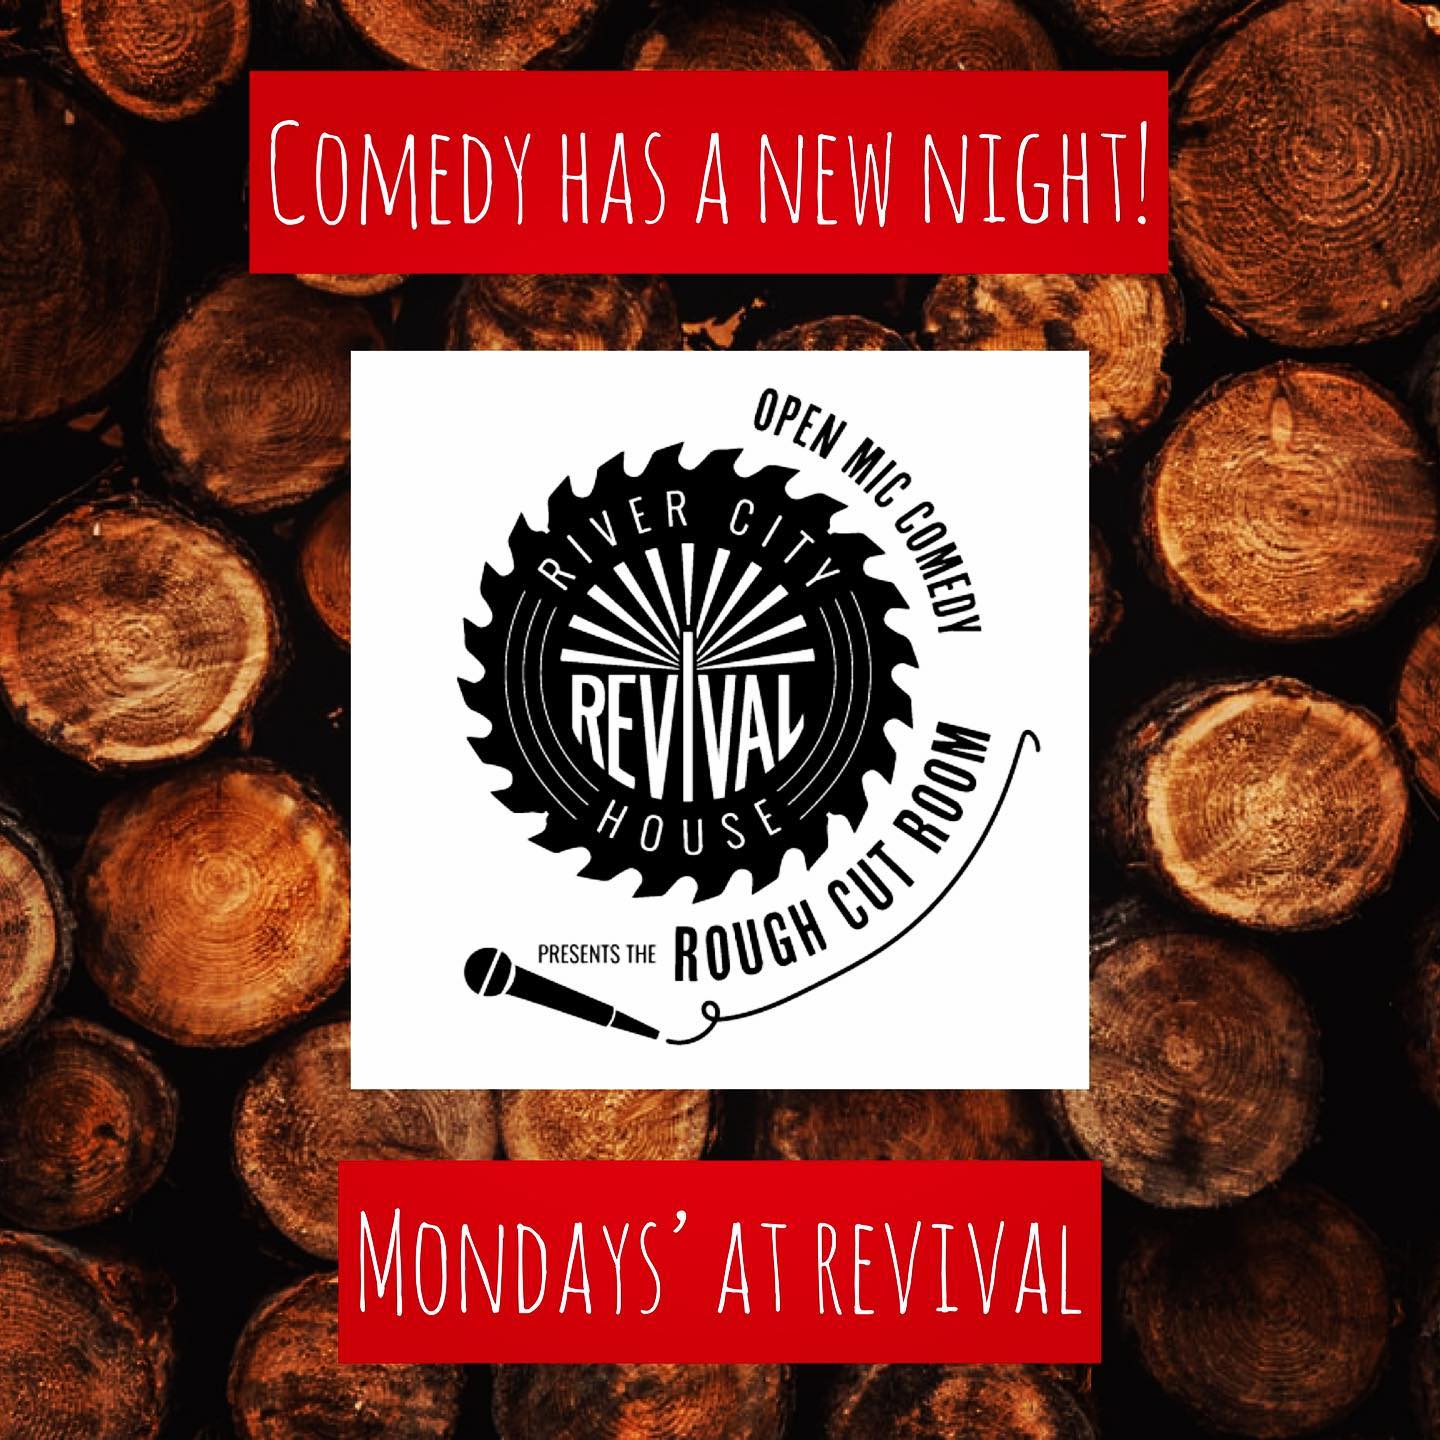 COMEDY HAS A NEW NIGHT!
OPEN MIC COMEDY
RIVER CITY
REVIVAL
HOUSE
PRESENTS THE
ROUGH CUT ROOM
MONDAYS’ AT REVIVAL